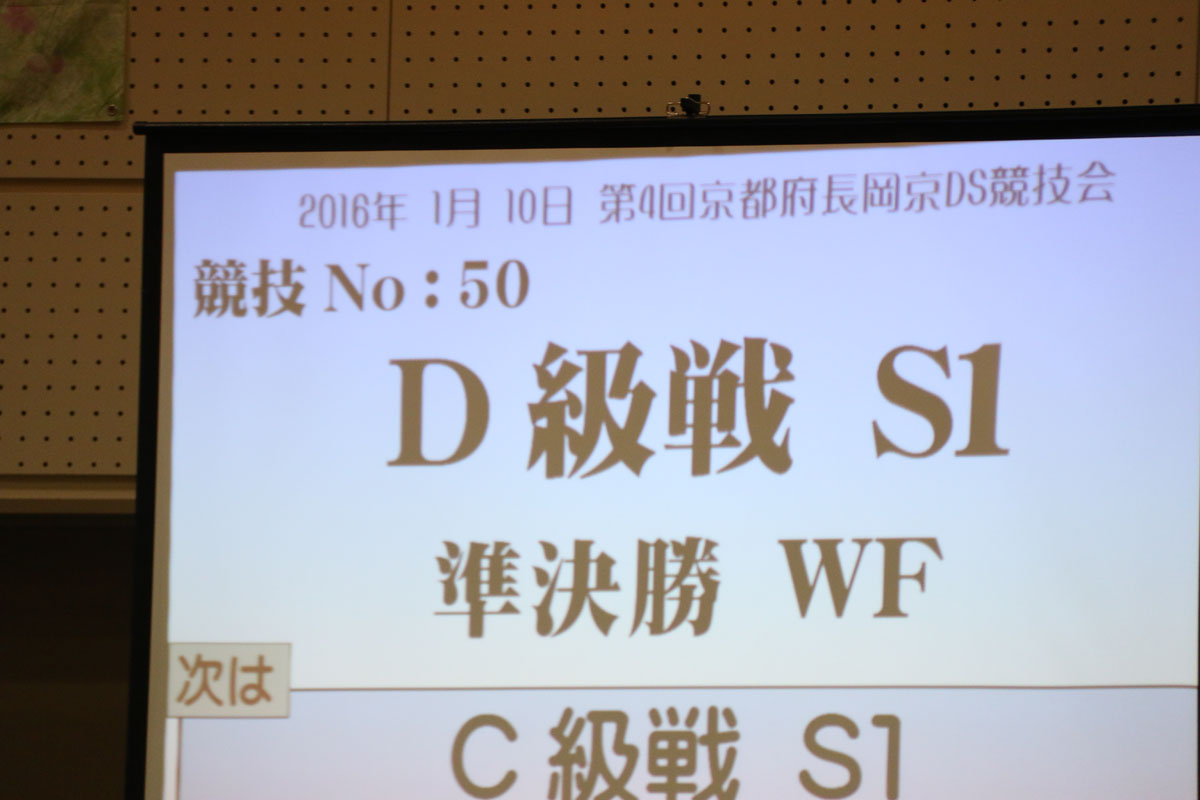 2016年 1月 10日 第4回京都府長岡京DS競技会
競技 No：50
D 級戦 S1
準決勝 WF
次は
C 級戦 S1